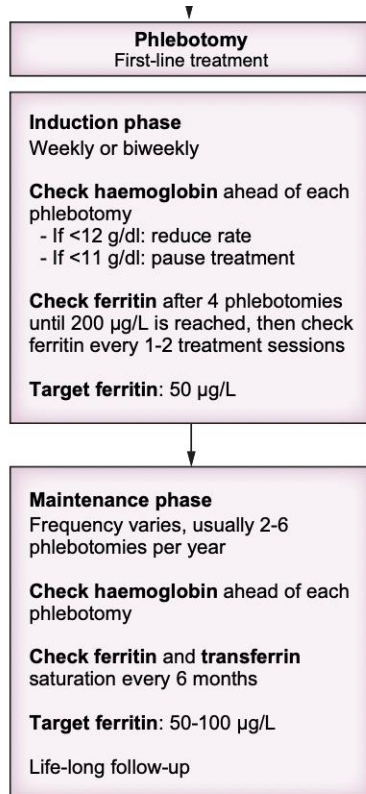 Phlebotomy
First-line treatment
Induction phase
Weekly or biweekly
Check haemoglobin ahead of each
phlebotomy
- If <12 g/dl: reduce rate
- If <11 g/dl: pause treatment
Check ferritin after 4 phlebotomies
until 200 µg/L is reached, then check
ferritin every 1-2 treatment sessions
Target ferritin: 50 µg/L
Maintenance phase
Frequency varies, usually 2-6
phlebotomies per year
Check haemoglobin ahead of each
phlebotomy
Check ferritin and transferrin
saturation every 6 months
Target ferritin: 50-100 µg/L
Life-long follow-up